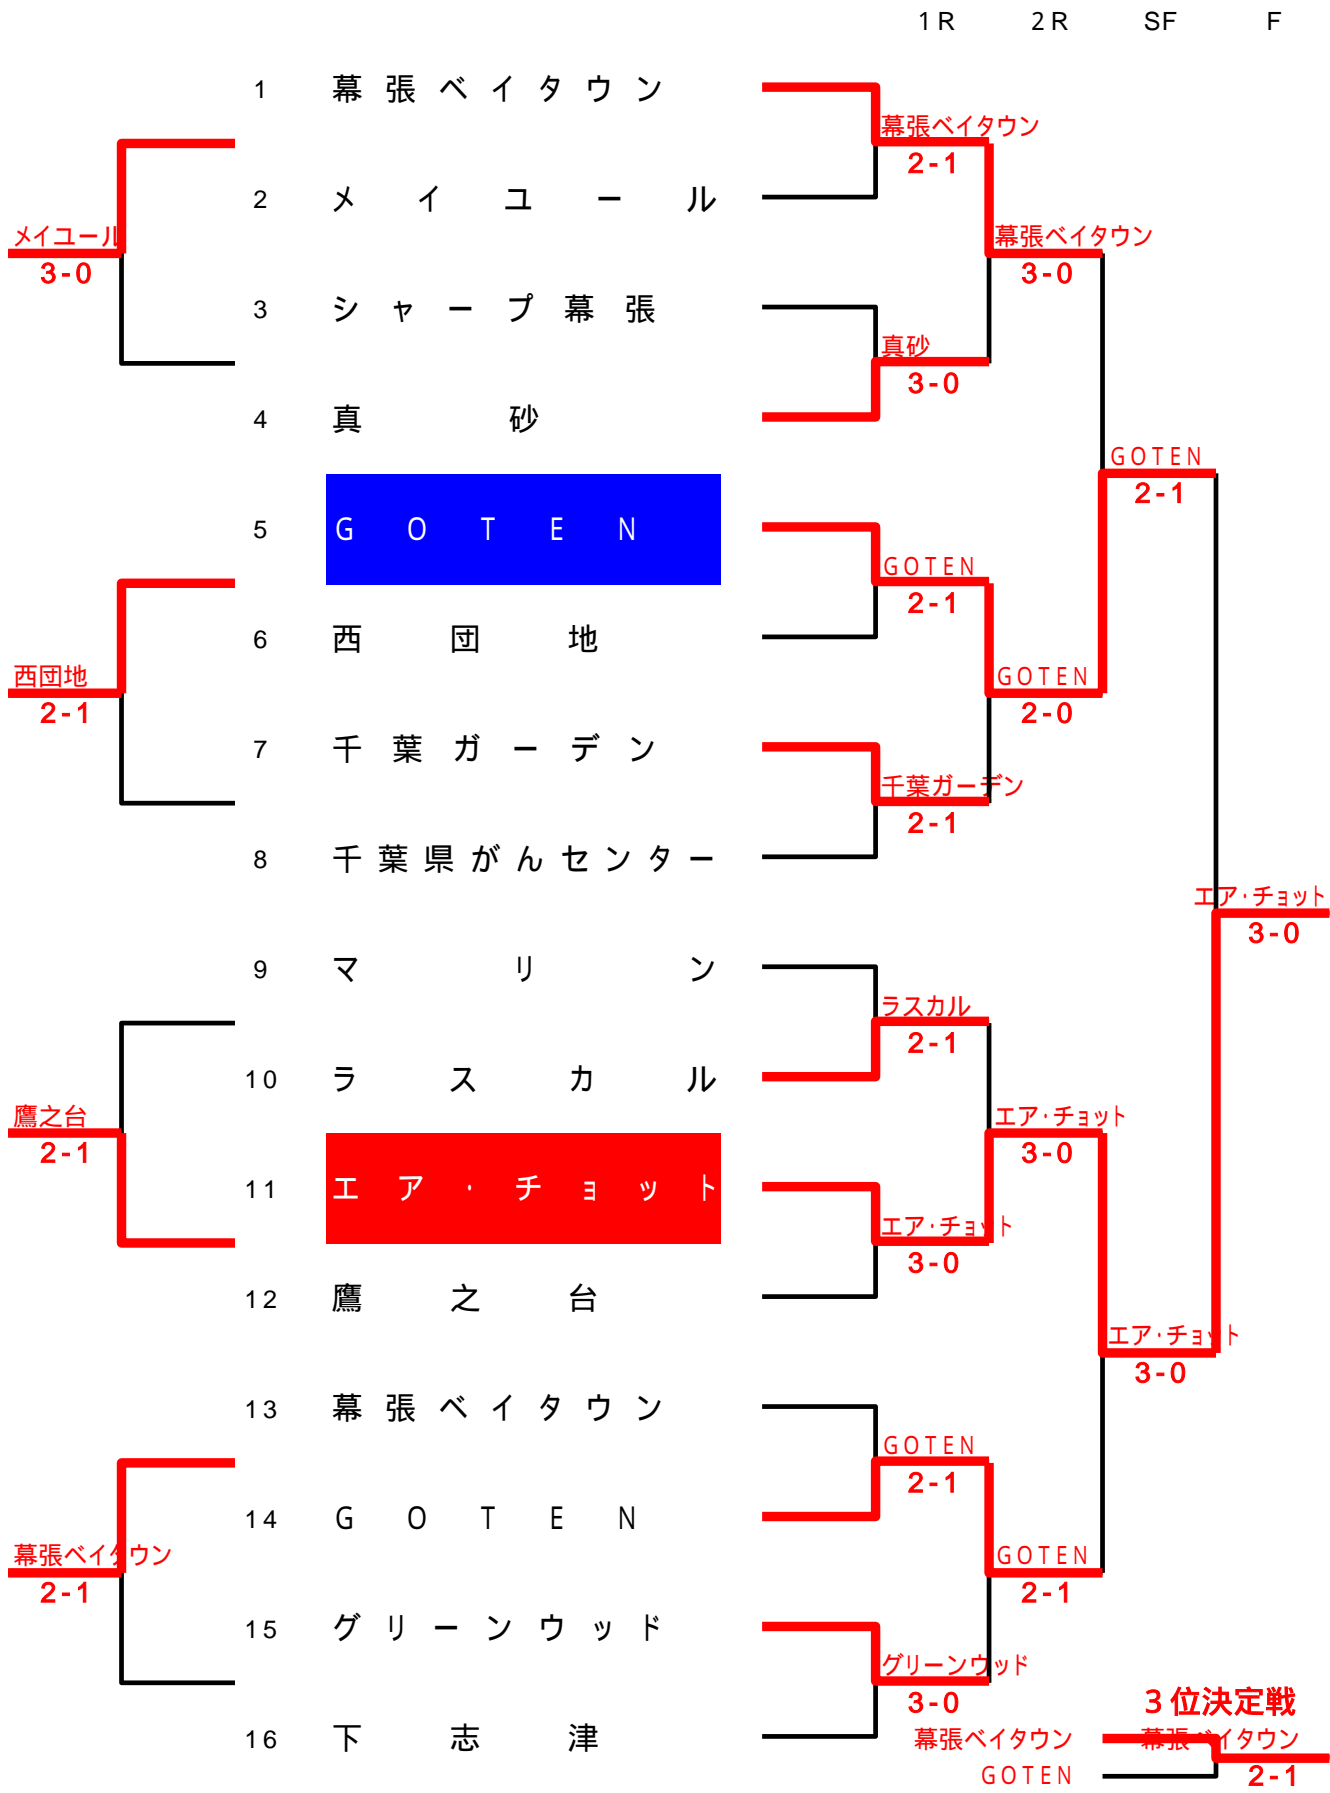 1R 2R SF F
1 幕張ベイタウン
幕張ベイタウン
2-1
2 メイユール
メイユール
3-0
幕張ベイタウン
3-0
3 シャープ幕張
真砂
3-0
4 真砂
GOTEN
2-1
5 GOTEN
GOTEN
2-1
6 西団地
西団地
2-1
GOTEN
2-0
7 千葉ガーデン
千葉ガーデン
2-1
8 千葉県がんセンター
エア・チョット
3-0
9 マリン
ラスカル
2-1
10 ラスカル
鷹之台
2-1
エア・チョット
3-0
11 エア・チョット
エア・チョット
3-0
12 鷹之台
エア・チョット
3-0
13 幕張ベイタウン
GOTEN
2-1
14 GOTEN
幕張ベイタウン
2-1
GOTEN
2-1
15 グリーンウッド
グリーンウッド
3-0
16 下志津
3位決定戦
幕張ベイタウン 幕張ベイタウン
GOTEN 2-1